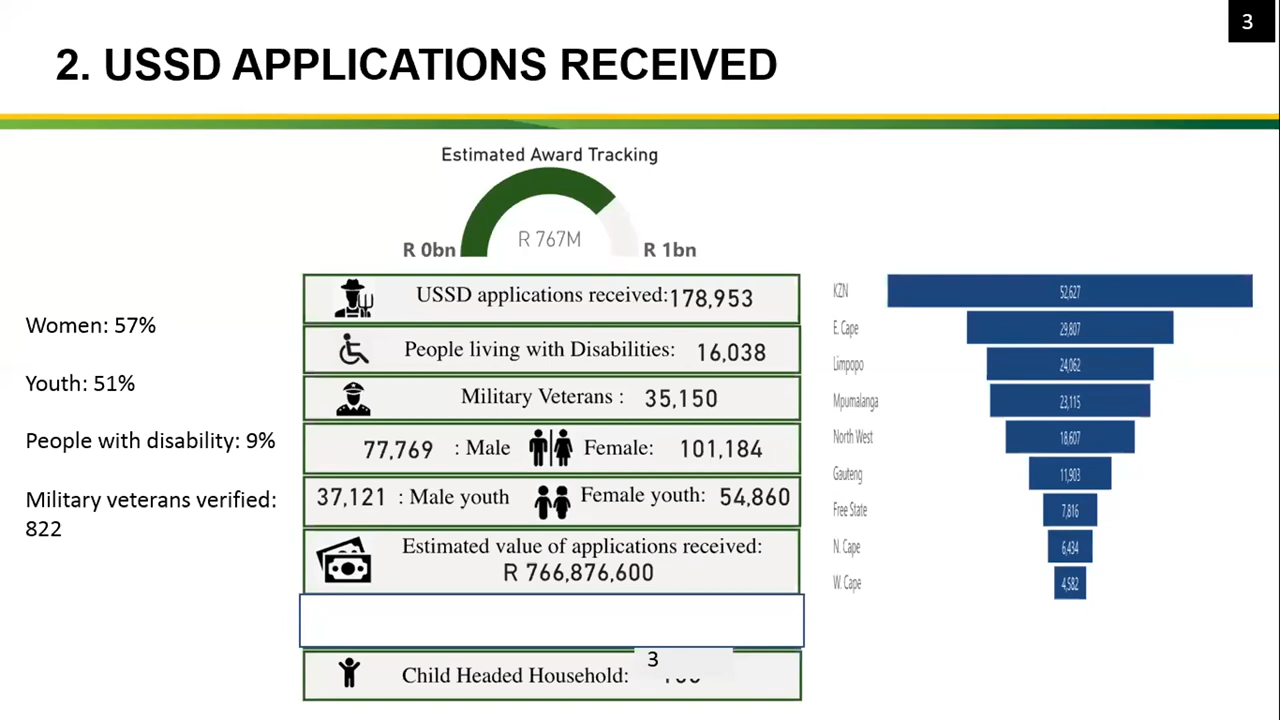 3
2. USSD APPLICATIONS RECEIVED
Estimated Award Tracking
R 767M
R 0bn
R 1bn
Women: 57%
Youth: 51%
People with disability: 9%
Military veterans verified:
822
USSD applications received: 178,953
People living with Disabilities: 16,038
Military Veterans : 35,150
77,769 : Male Female: 101,184
37,121 : Male youth Female youth: 54,860
Estimated value of applications received:
R 766,876,600
3
Child Headed Household:
KZN 52,627
E. Cape 29,807
Limpopo 24,062
Mpumalanga 23,115
North West 18,607
Gauteng 11,903
Free State 7,816
N. Cape 6,434
W. Cape 4,582